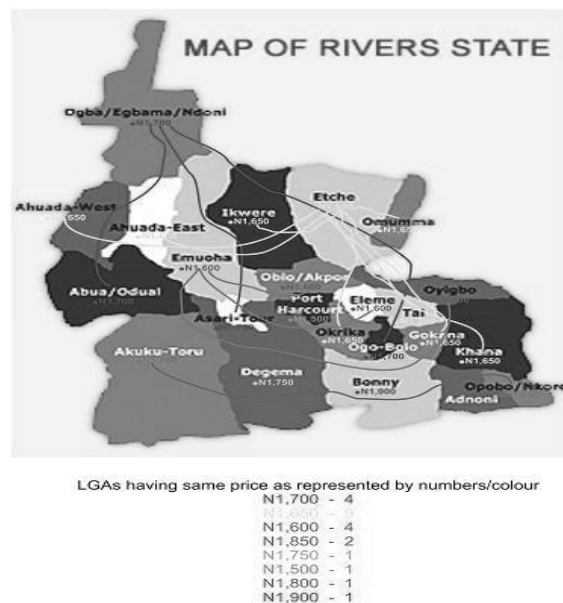 MAP OF RIVERS STATE
Ogba/Egbama/Ndoni
N1,700
Etche
Ahuada-West
N1,650
Ikwere
N1,650
Omumma
Ahuada-East
Emuoha
N1,600
Obio/Akpor
Abua/Odual
N1,700
Port
Harcourt
N1,500
Eleme
N1,600
Oyigbo
Tai
Asari-Tour
Okrika
N1,650
Gokana
N1,650
Ogo-Bolo
N1,700
Khana
N1,650
Akuku-Toru
Degema
N1,750
Bonny
N1,900
Opobo/Nkoro
Adnoni
LGAs having same price as represented by numbers/colour
N1,700 - 4
N1,650 - 9
N1,600 - 4
N1,850 - 2
N1,750 - 1
N1,500 - 1
N1,800 - 1
N1,900 - 1